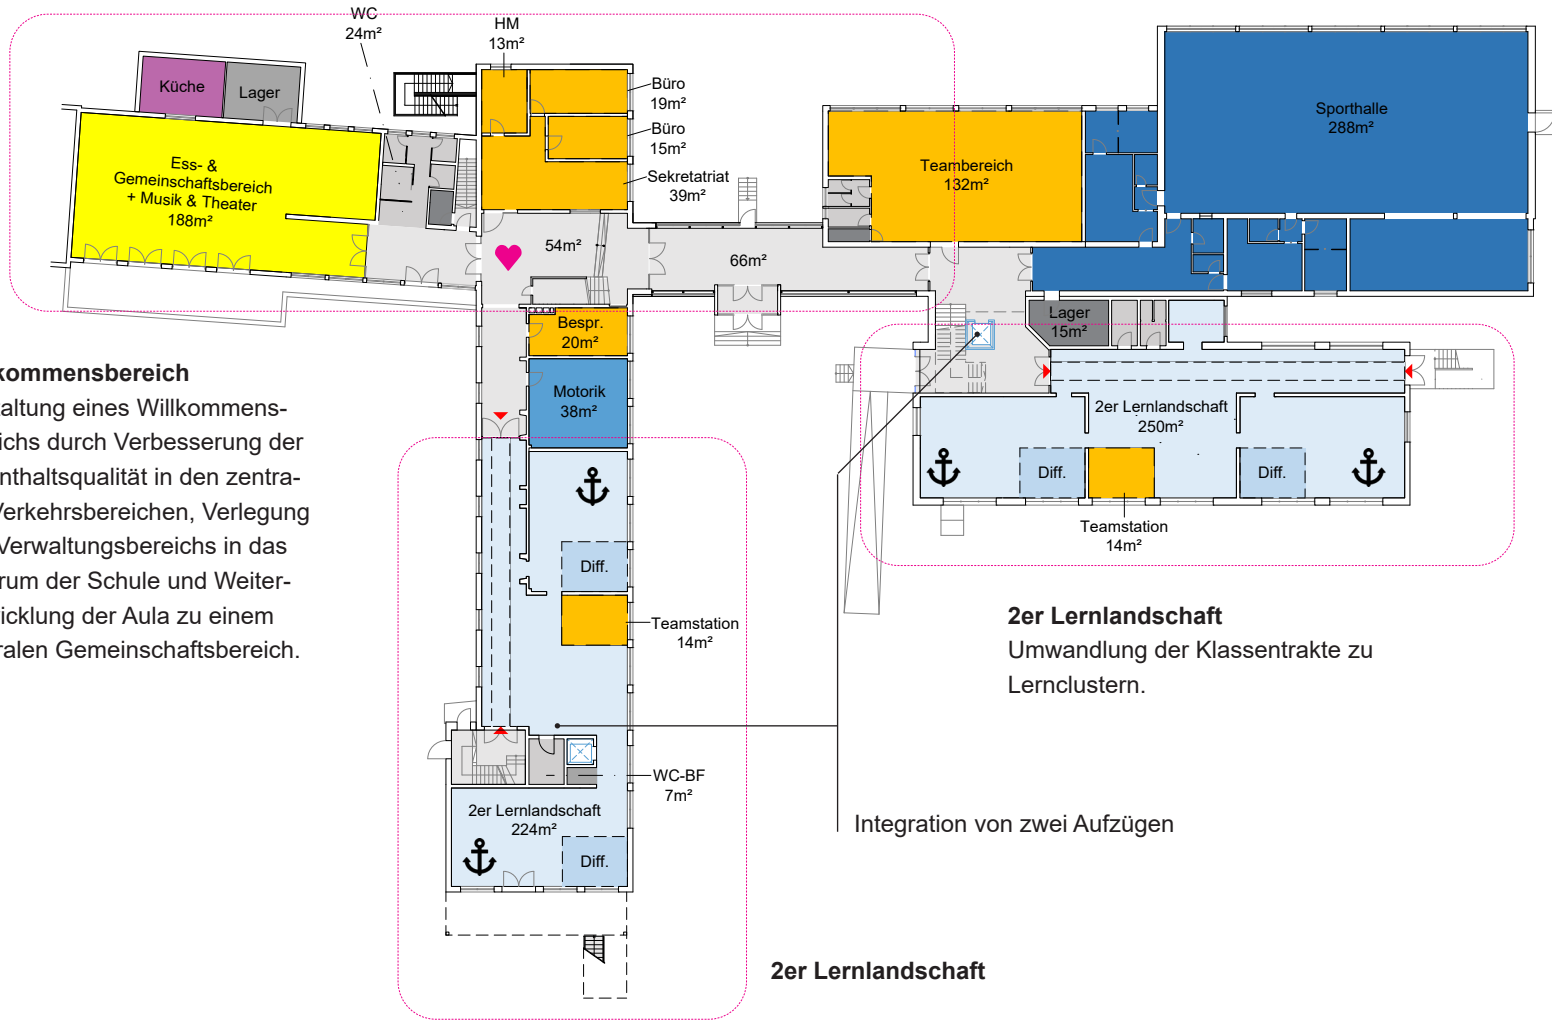 WC
24m²
HM
13m²
Küche
Lager
Büro
19m²
Büro
15m²
Sekretatriat
39m²
Ess- &
Gemeinschaftsbereich
+ Musik & Theater
188m²
54m²
66m²
Teambereich
132m²
Sporthalle
288m²
Bespr.
20m²
Motorik
38m²
Lager
15m²
2er Lernlandschaft
250m²
Diff.
Diff.
Teamstation
14m²
kommensbereich
taltung eines Willkommens-
ichs durch Verbesserung der
nthaltsqualität in den zentra-
Verkehrsbereichen, Verlegung
Verwaltungsbereichs in das
rum der Schule und Weiter-
icklung der Aula zu einem
ralen Gemeinschaftsbereich.
Diff.
Teamstation
14m²
2er Lernlandschaft
Umwandlung der Klassentrakte zu
Lernclustern.
WC-BF
7m²
2er Lernlandschaft
224m²
Diff.
Integration von zwei Aufzügen
2er Lernlandschaft